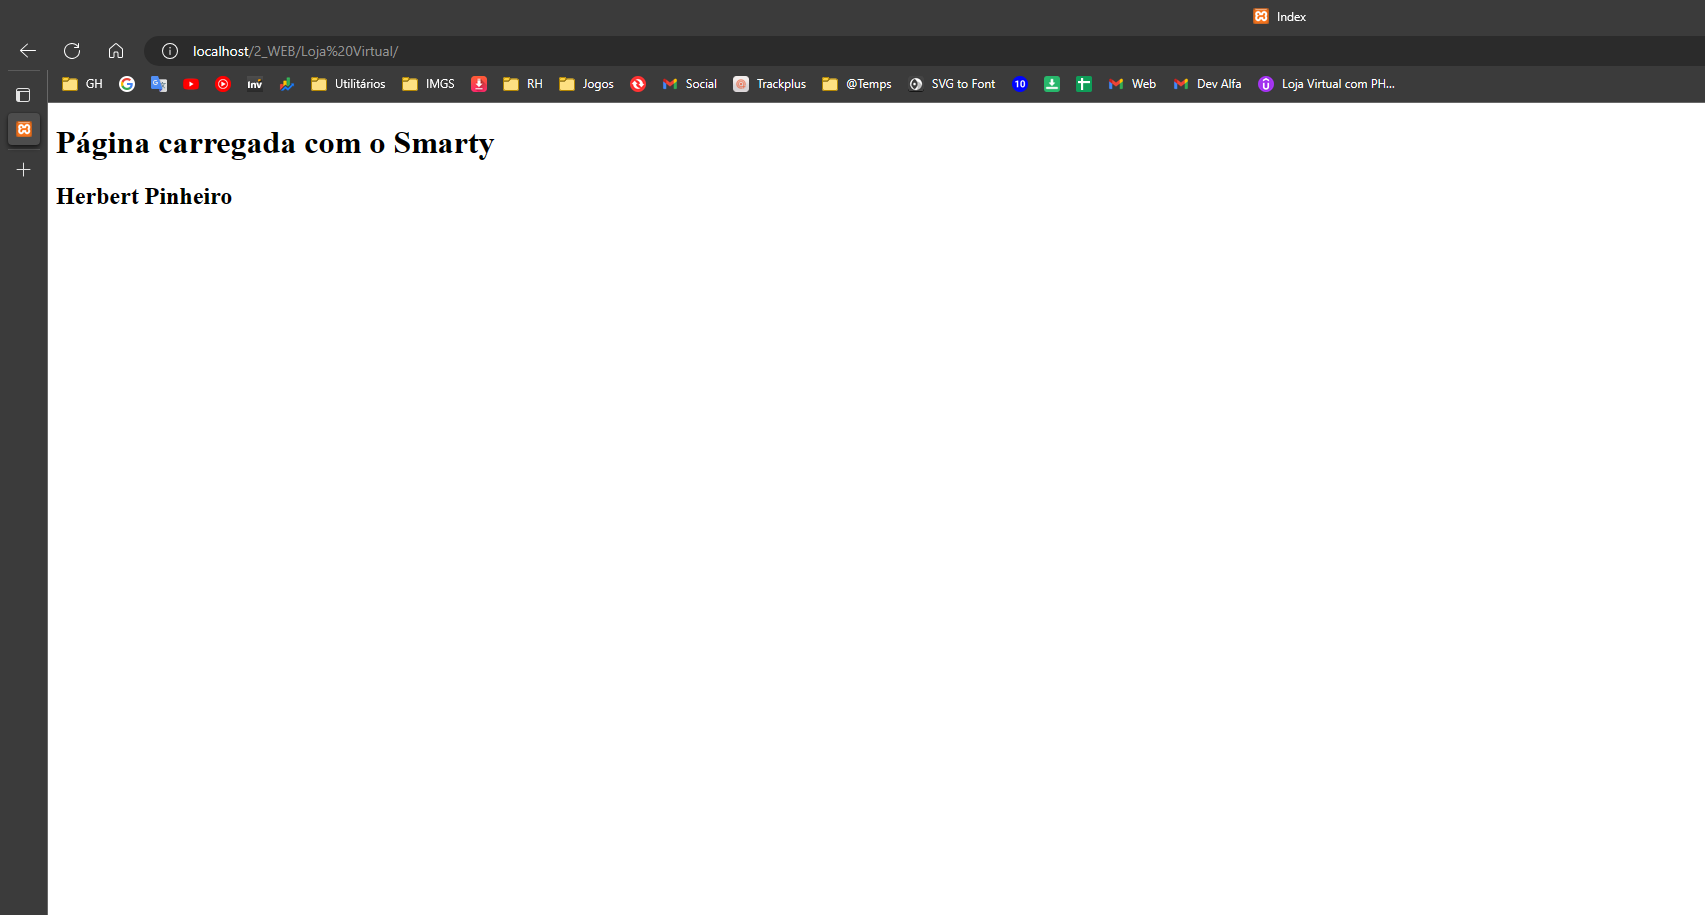 Index
localhost/2_WEB/Loja%20Virtual/
GH inv Utilitários IMGS RH Jogos Social Trackplus @Temps SVG to Font 10 Web Dev Alfa Loja Virtual com PH...
Página carregada com o Smarty
Herbert Pinheiro